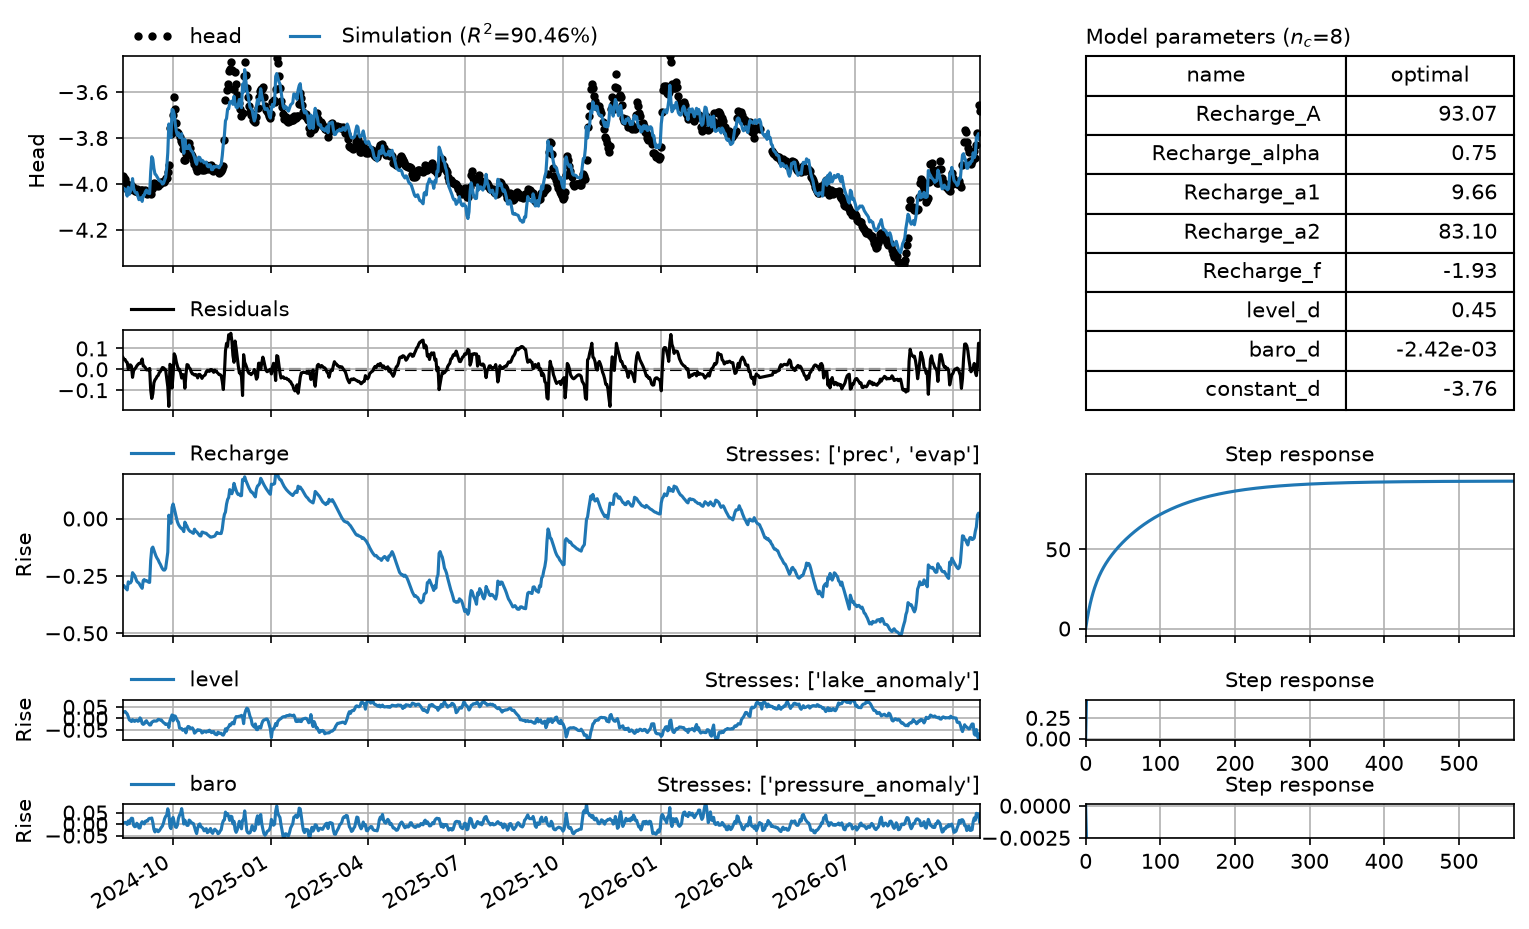 head Simulation (R²=90.46%) Model parameters (n_c=8)
−3.6
−3.8
−4.0
−4.2
Head
name optimal
Recharge_A 93.07
Recharge_alpha 0.75
Recharge_a1 9.66
Recharge_a2 83.10
Recharge_f -1.93
level_d 0.45
baro_d -2.42e-03
constant_d -3.76
Residuals
0.1
0.0
−0.1
Recharge Stresses: ['prec', 'evap']
0.00
−0.25
−0.50
Rise
Step response
50
0
level Stresses: ['lake_anomaly']
0.05
0.00
−0.05
Rise
Step response
0.25
0.00
0 100 200 300 400 500
baro Stresses: ['pressure_anomaly']
0.05
−0.05
Rise
Step response
0.0000
−0.0025
0 100 200 300 400 500
2024-10 2025-01 2025-04 2025-07 2025-10 2026-01 2026-04 2026-07 2026-10